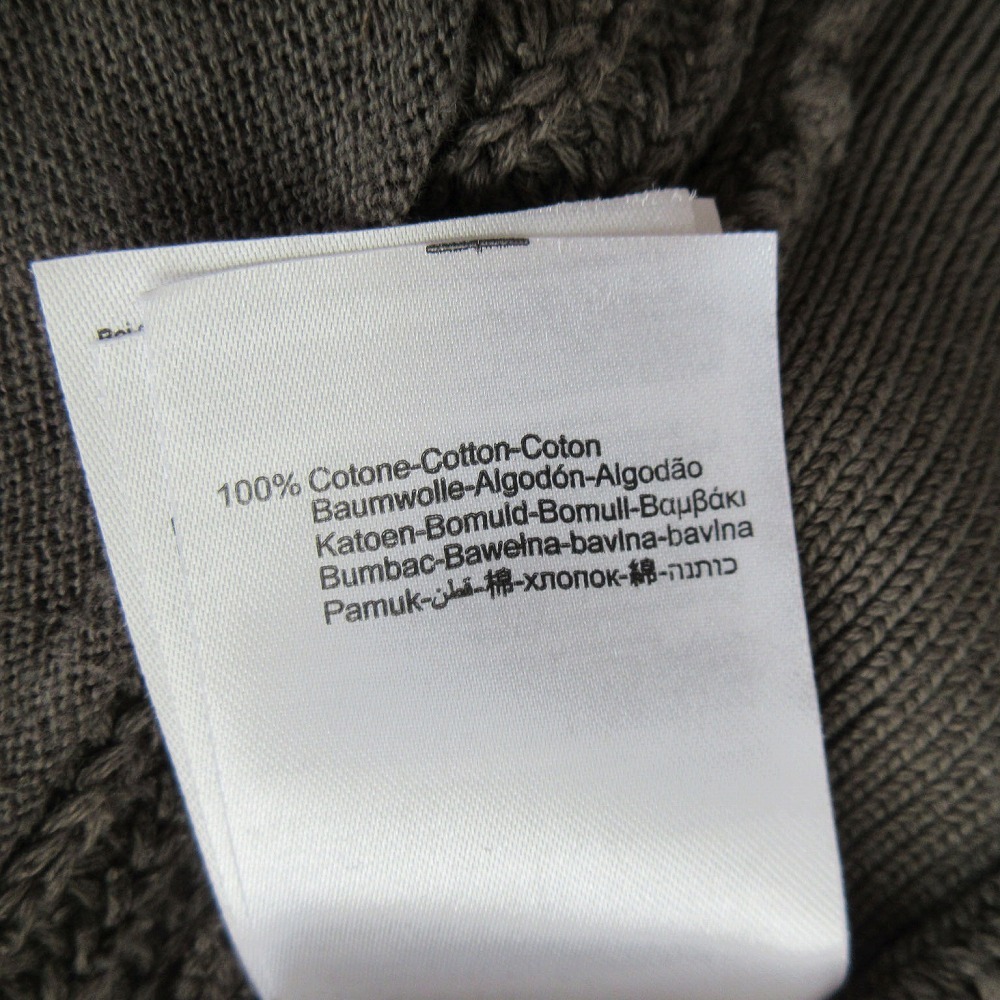 100% Cotone-Cotton-Coton
Baumwolle-Algodón-Algodão
Katoen-Bomuld-Bomull-Βαμβάκι
Bumbac-Bawełna-bavlna-bavlna
Pamuk-قطن-棉-хлопок-綿-כותנה